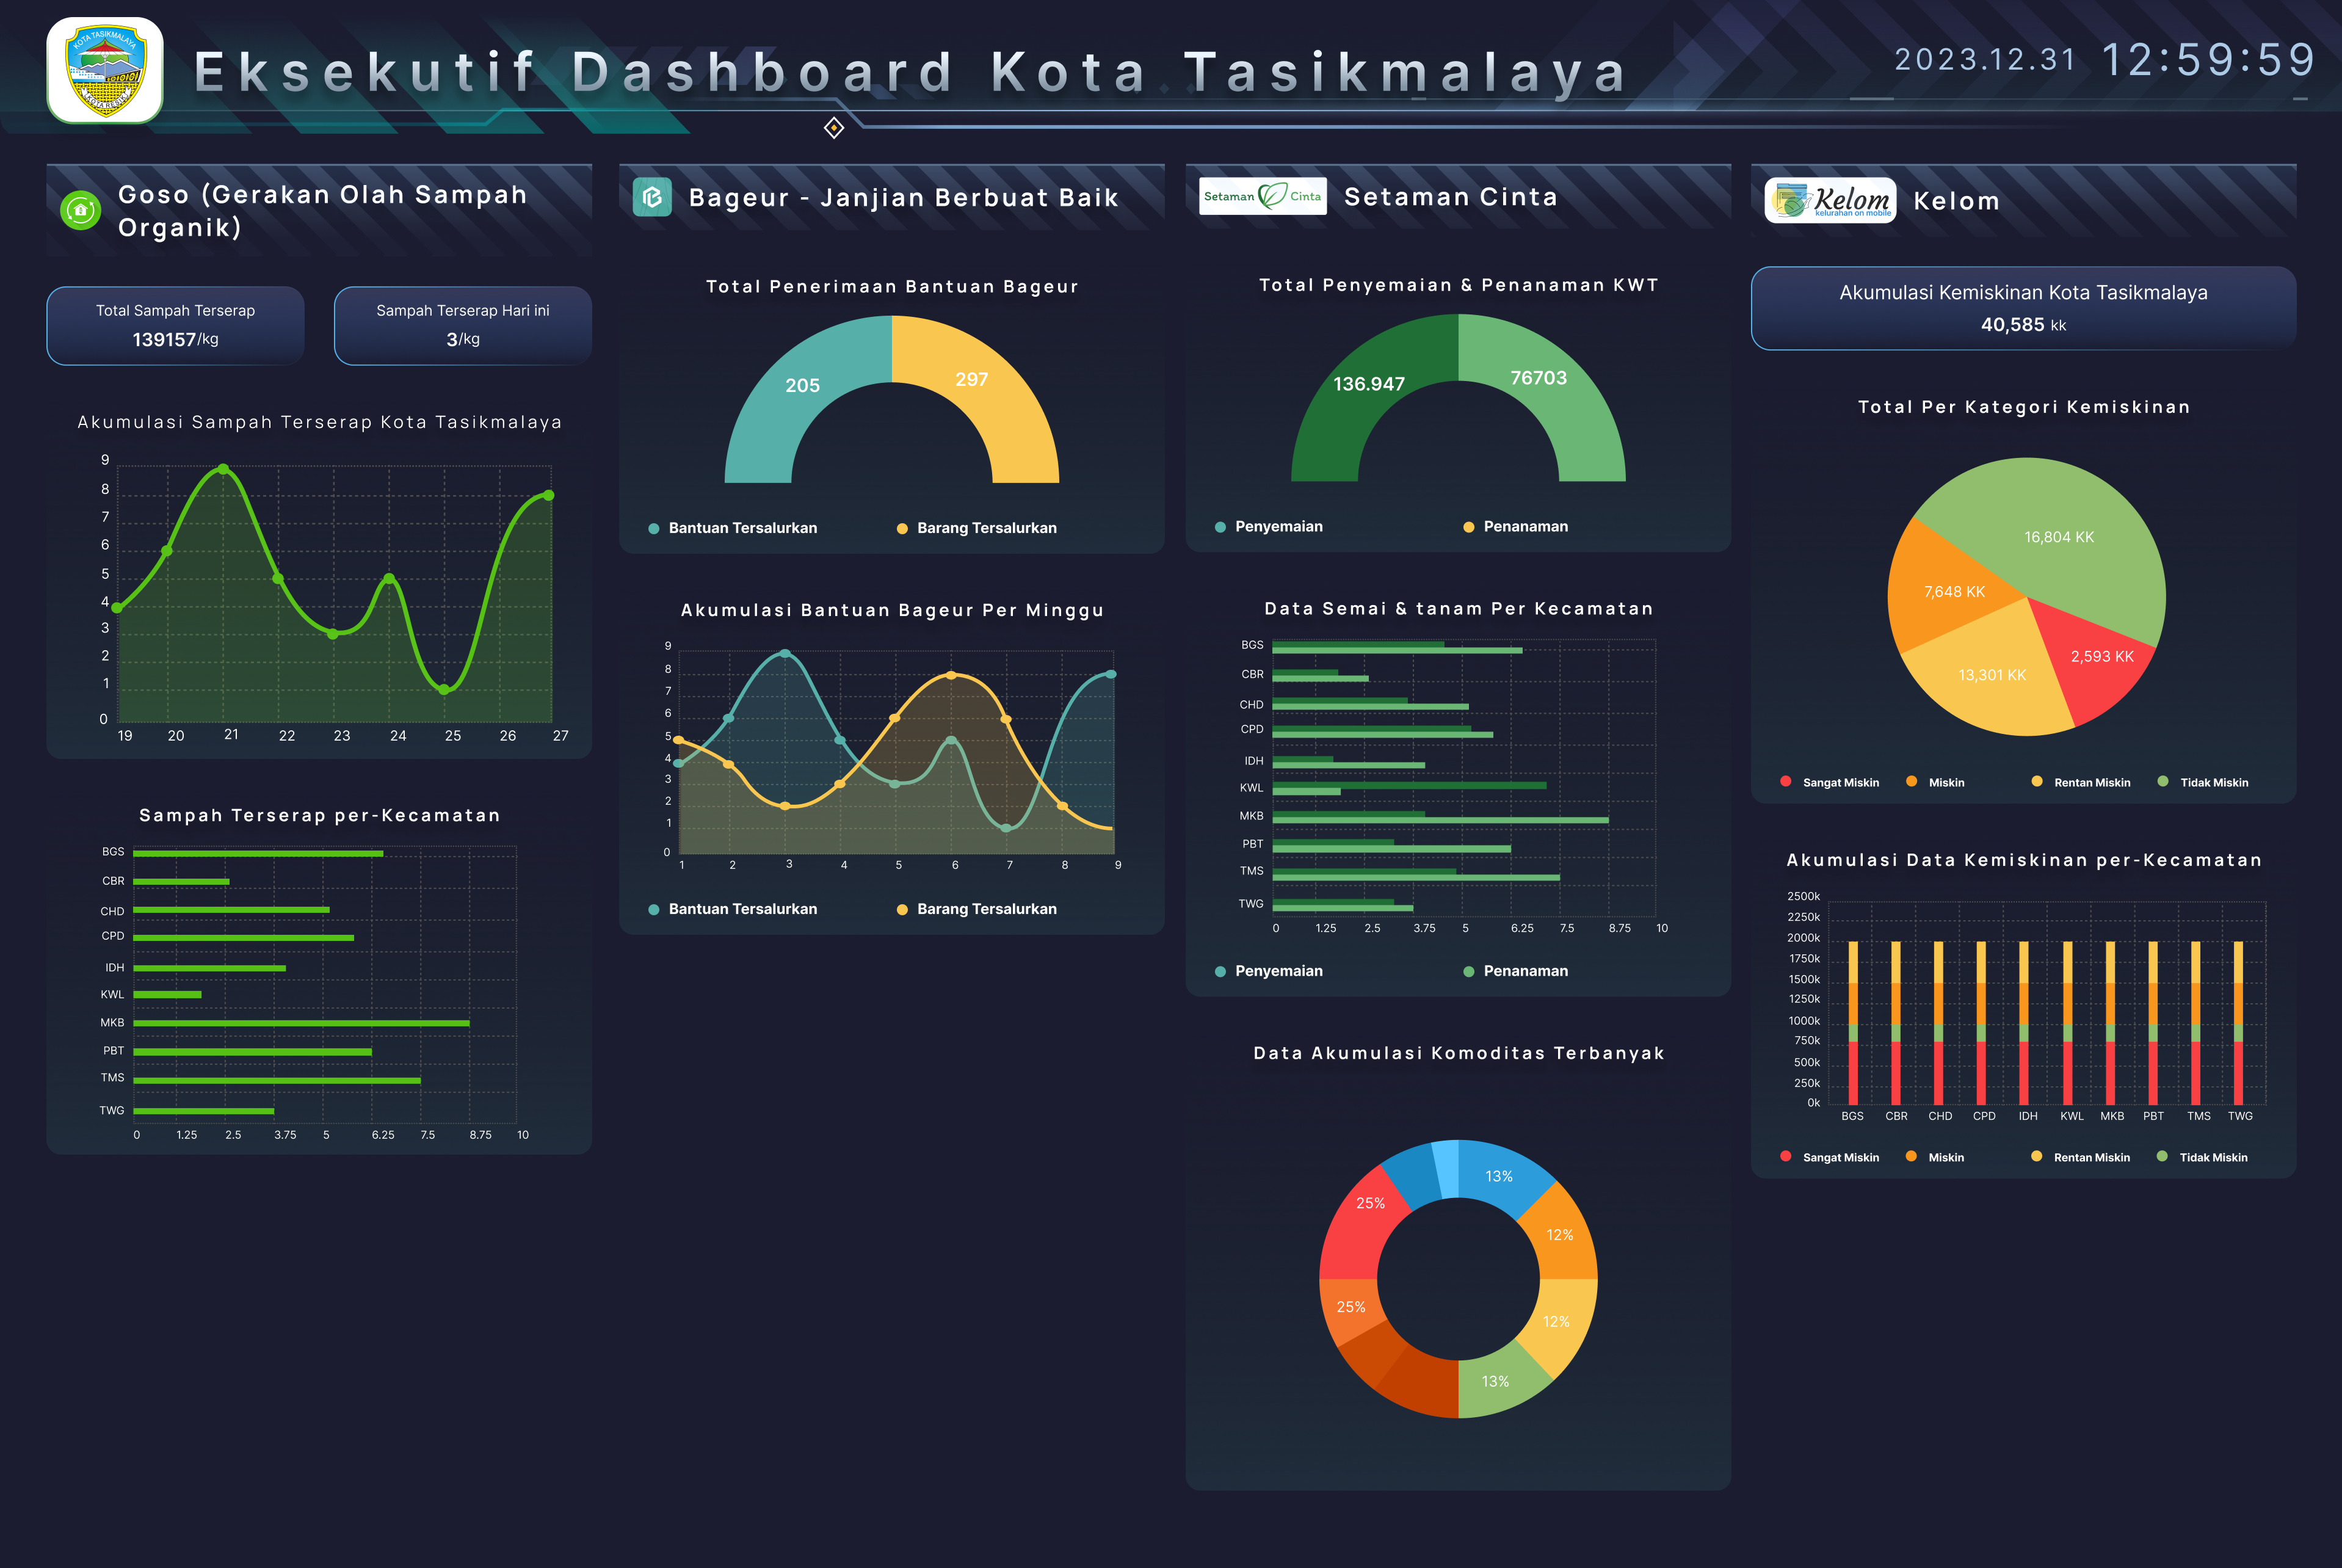 KOTA TASIKMALAYA
Eksekutif Dashboard Kota Tasikmalaya
2023.12.31 12:59:59
Goso (Gerakan Olah Sampah
Organik)
Total Sampah Terserap
139157/kg
Sampah Terserap Hari ini
3/kg
Akumulasi Sampah Terserap Kota Tasikmalaya
9
8
7
6
5
4
3
2
1
0
19 20 21 22 23 24 25 26 27
Sampah Terserap per-Kecamatan
BGS
CBR
CHD
CPD
IDH
KWL
MKB
PBT
TMS
TWG
0 1.25 2.5 3.75 5 6.25 7.5 8.75 10
Bageur - Janjian Berbuat Baik
Total Penerimaan Bantuan Bageur
205
297
Bantuan Tersalurkan
Barang Tersalurkan
Akumulasi Bantuan Bageur Per Minggu
9
8
7
6
5
4
3
2
1
0
1 2 3 4 5 6 7 8 9
Bantuan Tersalurkan
Barang Tersalurkan
Setaman Cinta
Setaman Cinta
Total Penyemaian & Penanaman KWT
136.947
76703
Penyemaian
Penanaman
Data Semai & tanam Per Kecamatan
BGS
CBR
CHD
CPD
IDH
KWL
MKB
PBT
TMS
TWG
0 1.25 2.5 3.75 5 6.25 7.5 8.75 10
Penyemaian
Penanaman
Data Akumulasi Komoditas Terbanyak
13%
25%
12%
25%
12%
13%
Kelom
kelurahan on mobile
Kelom
Akumulasi Kemiskinan Kota Tasikmalaya
40,585 kk
Total Per Kategori Kemiskinan
16,804 KK
7,648 KK
2,593 KK
13,301 KK
Sangat Miskin
Miskin
Rentan Miskin
Tidak Miskin
Akumulasi Data Kemiskinan per-Kecamatan
2500k
2250k
2000k
1750k
1500k
1250k
1000k
750k
500k
250k
0k
BGS CBR CHD CPD IDH KWL MKB PBT TMS TWG
Sangat Miskin
Miskin
Rentan Miskin
Tidak Miskin